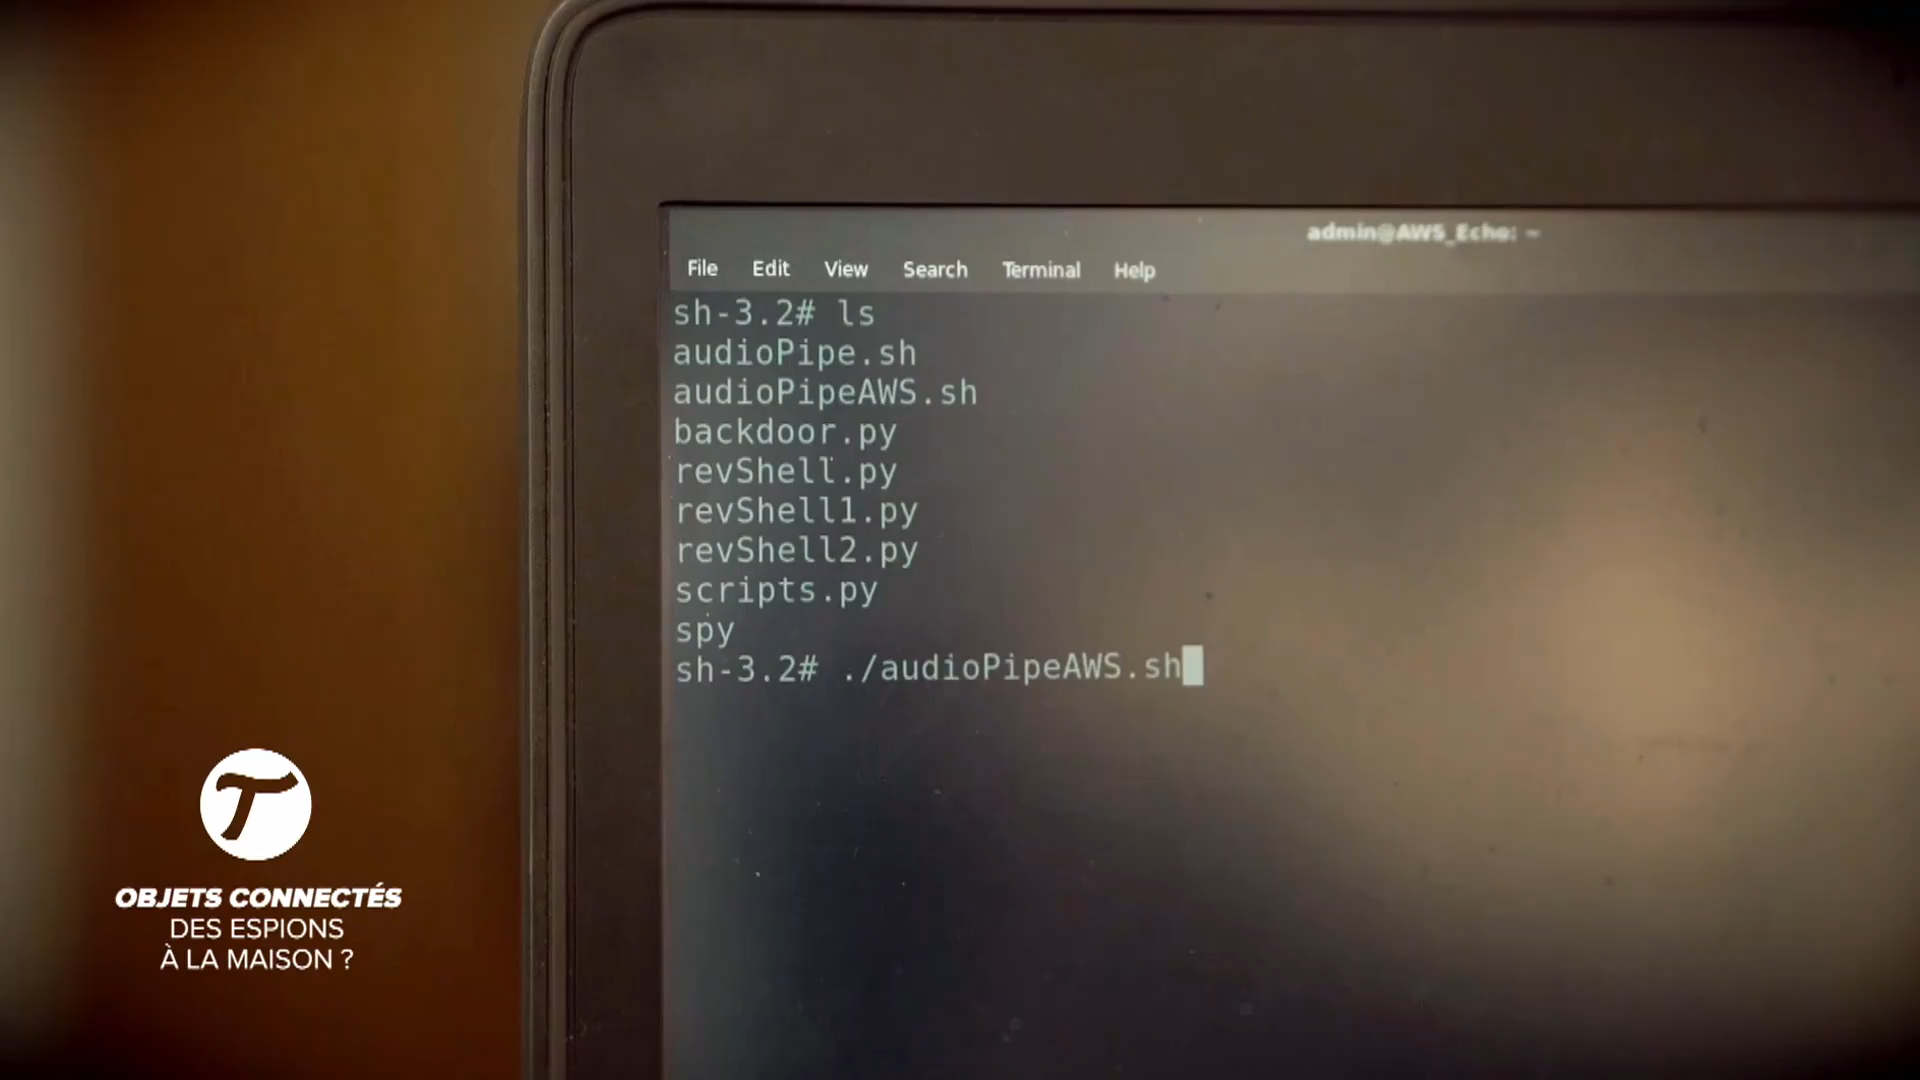 admin@AWS_Echo: ~
File Edit View Search Terminal Help
sh-3.2# ls
audioPipe.sh
audioPipeAWS.sh
backdoor.py
revShell.py
revShell1.py
revShell2.py
scripts.py
spy
sh-3.2# ./audioPipeAWS.sh
T
OBJETS CONNECTÉS
DES ESPIONS
À LA MAISON ?